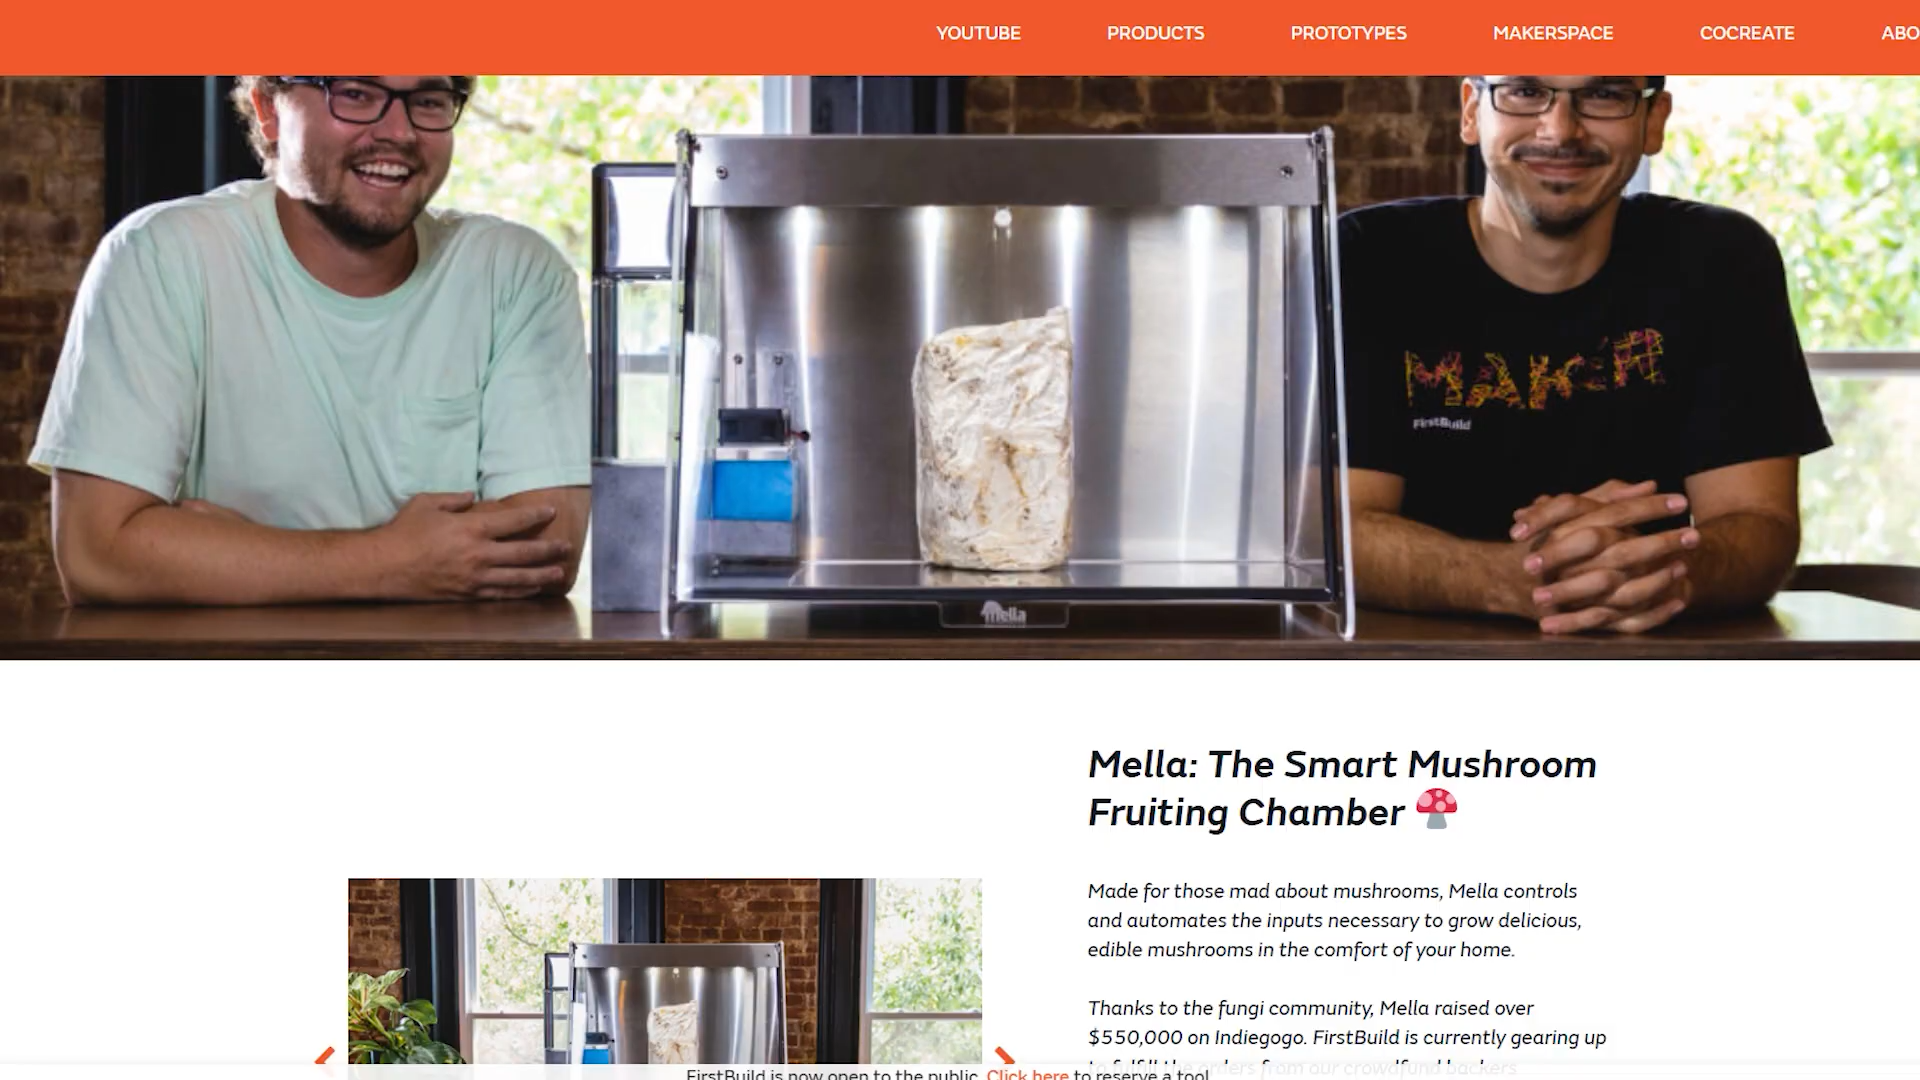 YOUTUBE PRODUCTS PROTOTYPES MAKERSPACE COCREATE ABO
MAKER
FirstBuild
mella
Mella: The Smart Mushroom
Fruiting Chamber
Made for those mad about mushrooms, Mella controls
and automates the inputs necessary to grow delicious,
edible mushrooms in the comfort of your home.
Thanks to the fungi community, Mella raised over
$550,000 on Indiegogo. FirstBuild is currently gearing up
to fulfill the orders from our crowdfund backers
FirstBuild is now open to the public. Click here to reserve a tool